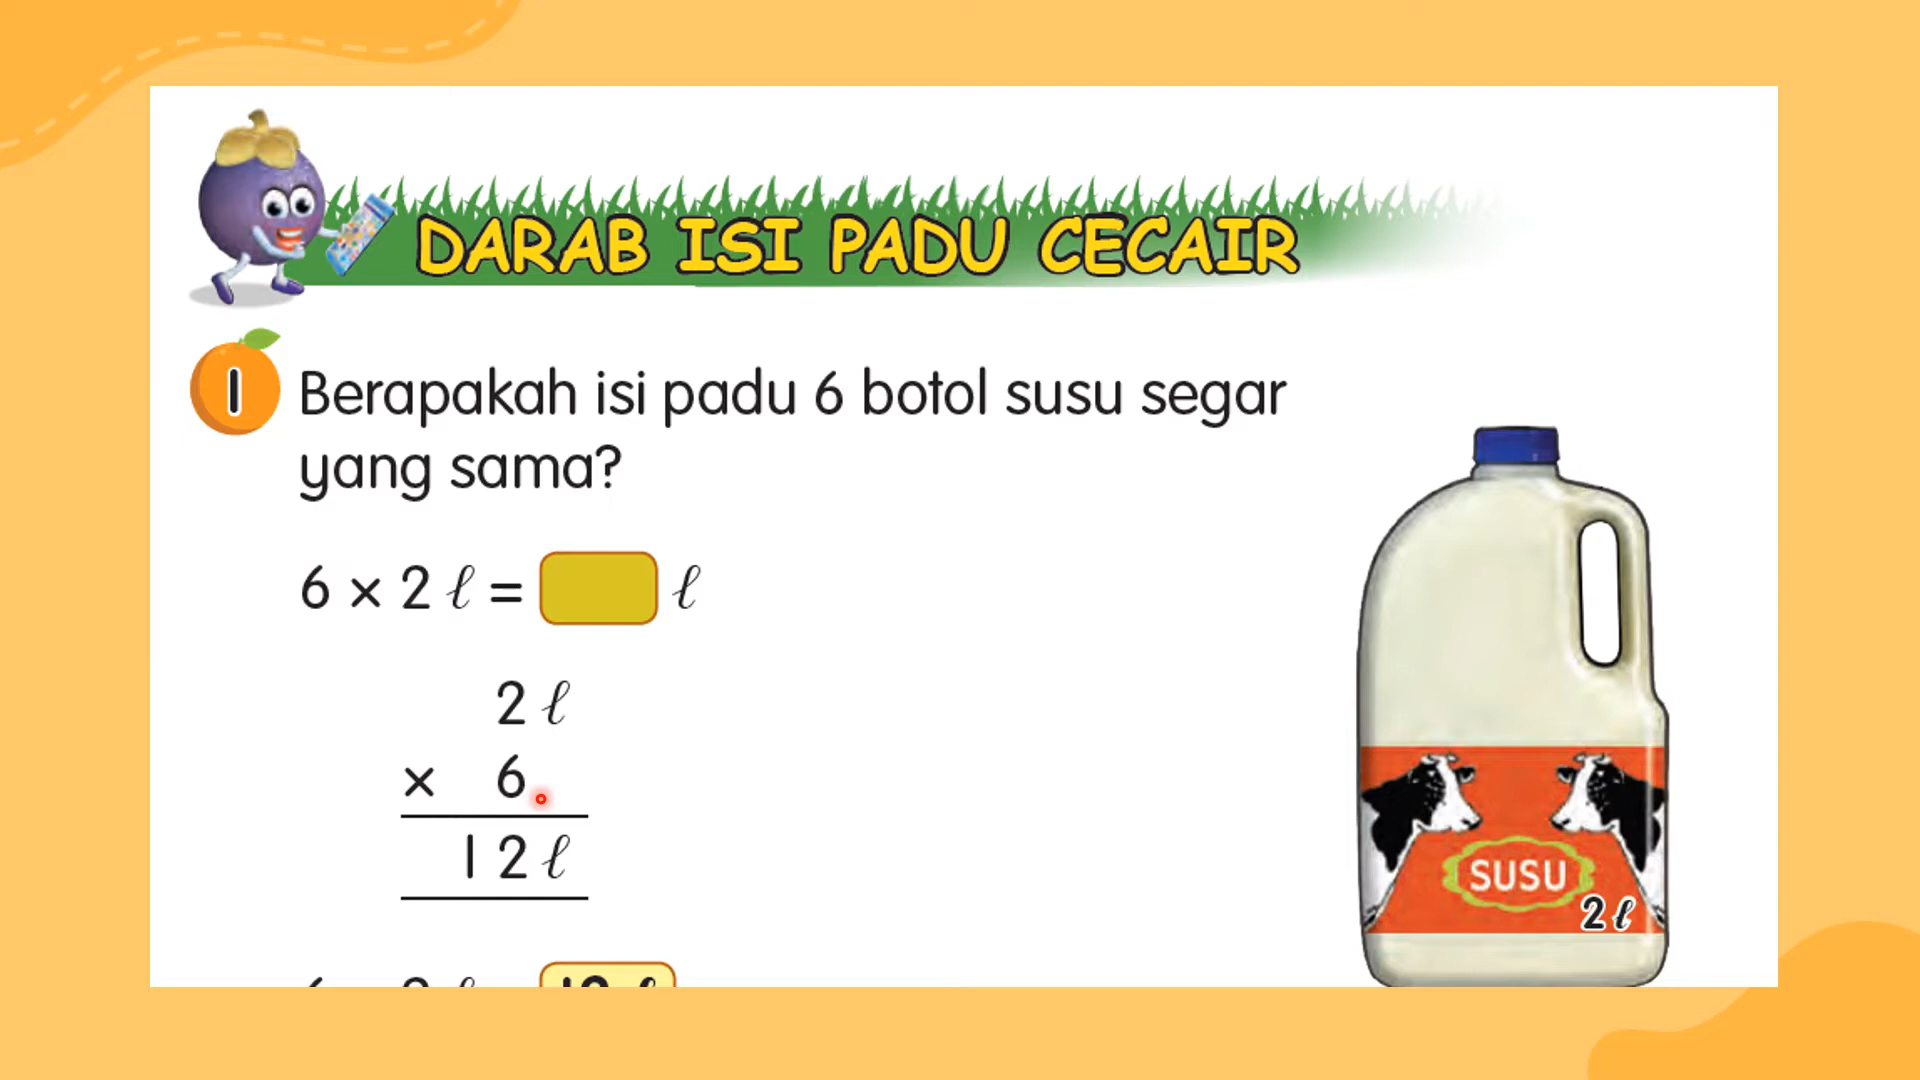 DARAB ISI PADU CECAIR
1 Berapakah isi padu 6 botol susu segar
yang sama?
6 × 2 ℓ = ℓ
2 ℓ
× 6
12 ℓ
SUSU
2 ℓ